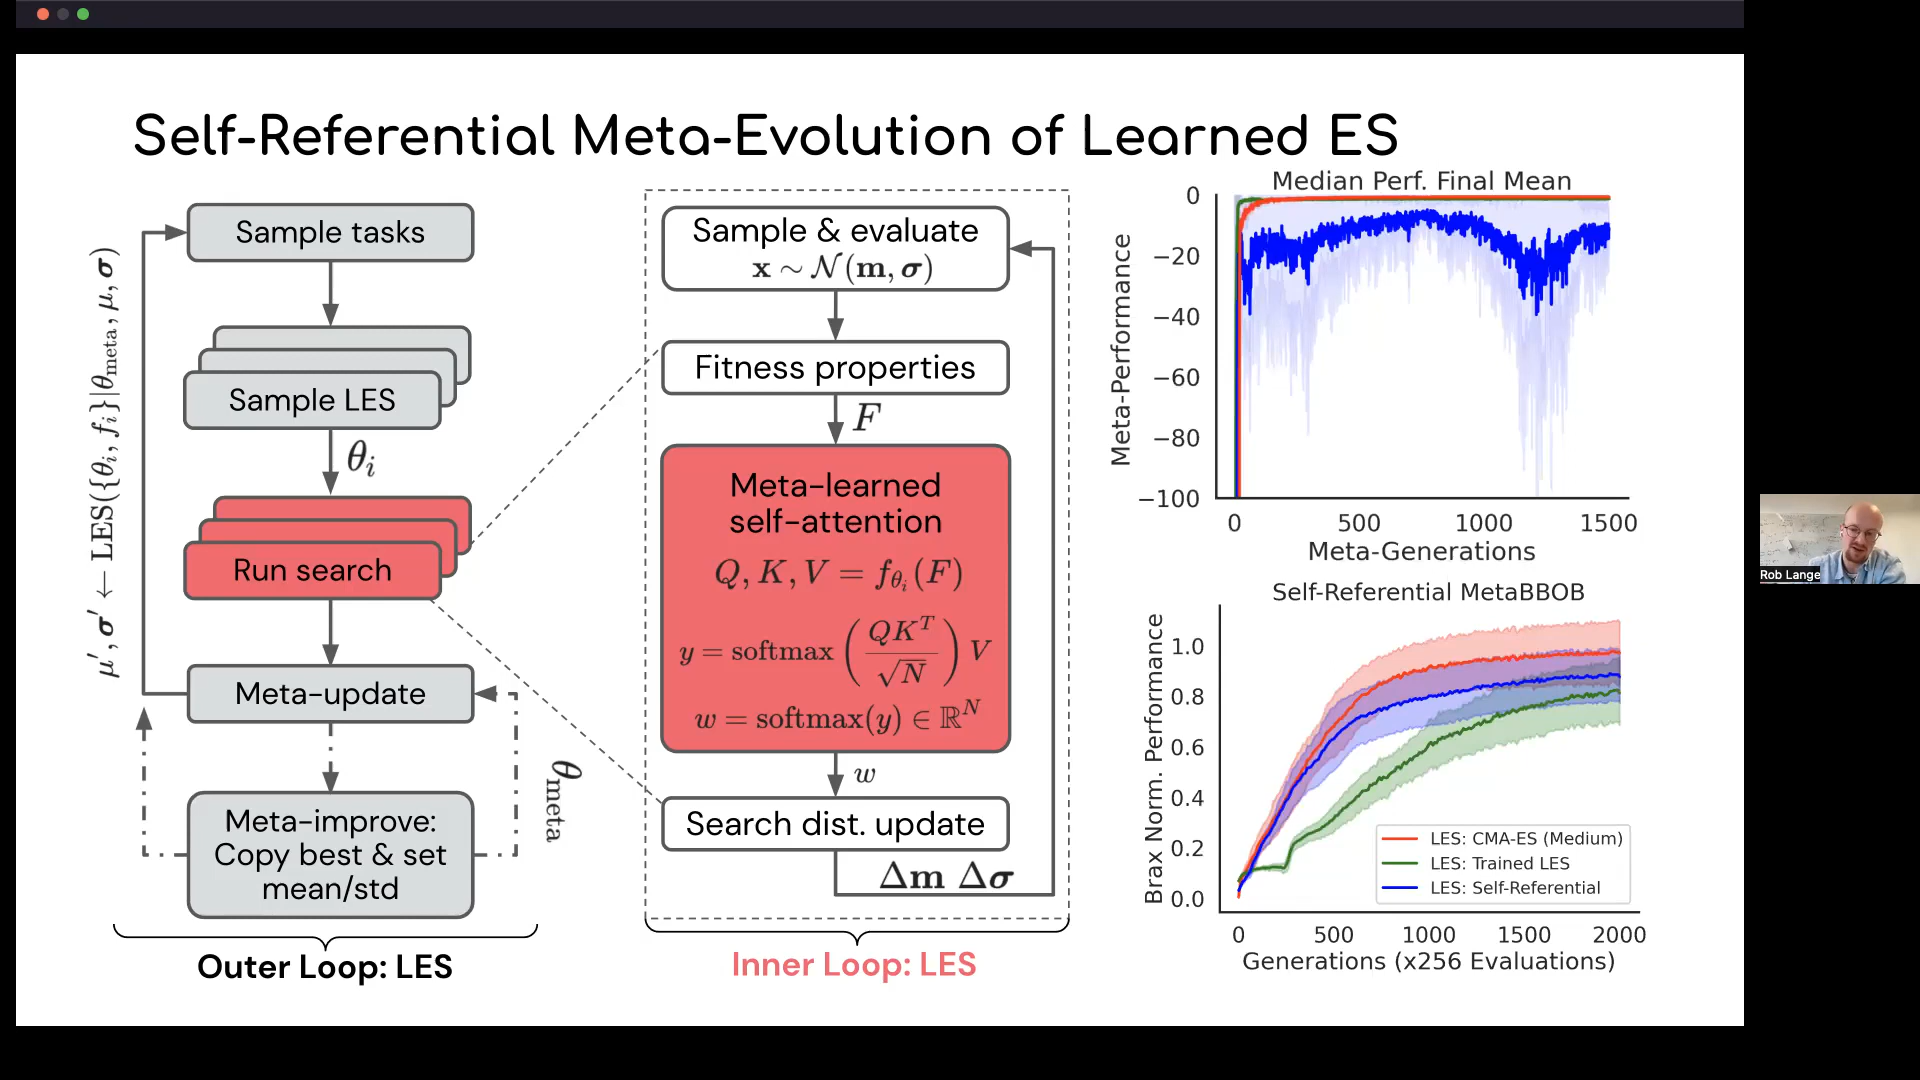 Self-Referential Meta-Evolution of Learned ES
μ′, σ′ ← LES({θᵢ, fᵢ}|θ_meta, μ, σ)
Sample tasks
Sample LES
θᵢ
Run search
Meta-update
θ_meta
Meta-improve:
Copy best & set
mean/std
Outer Loop: LES
Sample & evaluate
x ~ N(m, σ)
Fitness properties
F
Meta-learned
self-attention
Q, K, V = f_θᵢ(F)
y = softmax(QKᵀ/√N)V
w = softmax(y) ∈ ℝᴺ
w
Search dist. update
Δm Δσ
Inner Loop: LES
Median Perf. Final Mean
Meta-Performance
0
−20
−40
−60
−80
−100
0 500 1000 1500
Meta-Generations
Self-Referential MetaBBOB
Brax Norm. Performance
1.0
0.8
0.6
0.4
0.2
0.0
LES: CMA-ES (Medium)
LES: Trained LES
LES: Self-Referential
0 500 1000 1500 2000
Generations (x256 Evaluations)
Rob Lange